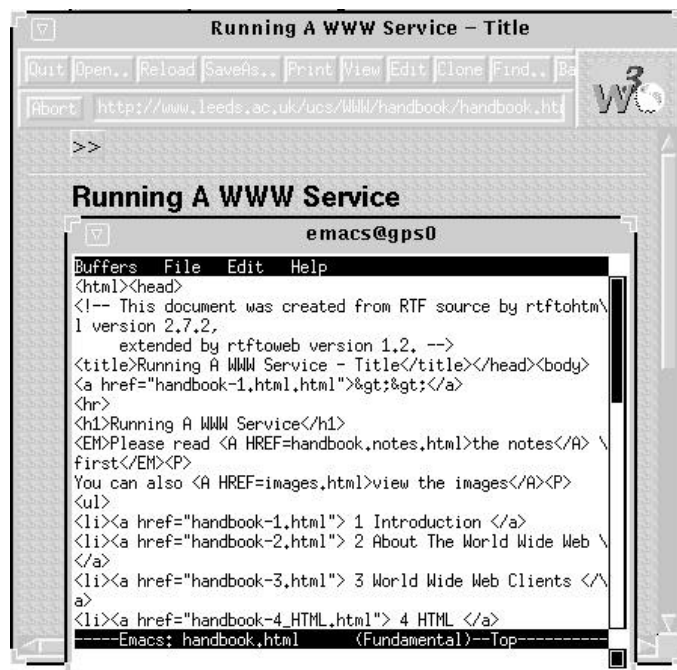 Running A WWW Service – Title
Quit Open.. Reload SaveAs.. Print View Edit Clone Find.. Ba
Abort http://www.leeds.ac.uk/ucs/WWW/handbook/handbook.ht
W3
>>
Running A WWW Service
emacs@gps0
Buffers File Edit Help
<html><head>
<!-- This document was created from RTF source by rtftohtm\
l version 2.7.2,
extended by rtftoweb version 1.2. -->
<title>Running A WWW Service - Title</title></head><body>
<a href="handbook-1.html.html">&gt;&gt;</a>
<hr>
<h1>Running A WWW Service</h1>
<EM>Please read <A HREF=handbook.notes.html>the notes</A> \
first</EM><P>
You can also <A HREF=images.html>view the images</A><P>
<ul>
<li><a href="handbook-1.html"> 1 Introduction </a>
<li><a href="handbook-2.html"> 2 About The World Wide Web \
</a>
<li><a href="handbook-3.html"> 3 World Wide Web Clients </\
a>
<li><a href="handbook-4_HTML.html"> 4 HTML </a>
-----Emacs: handbook.html (Fundamental)--Top----------